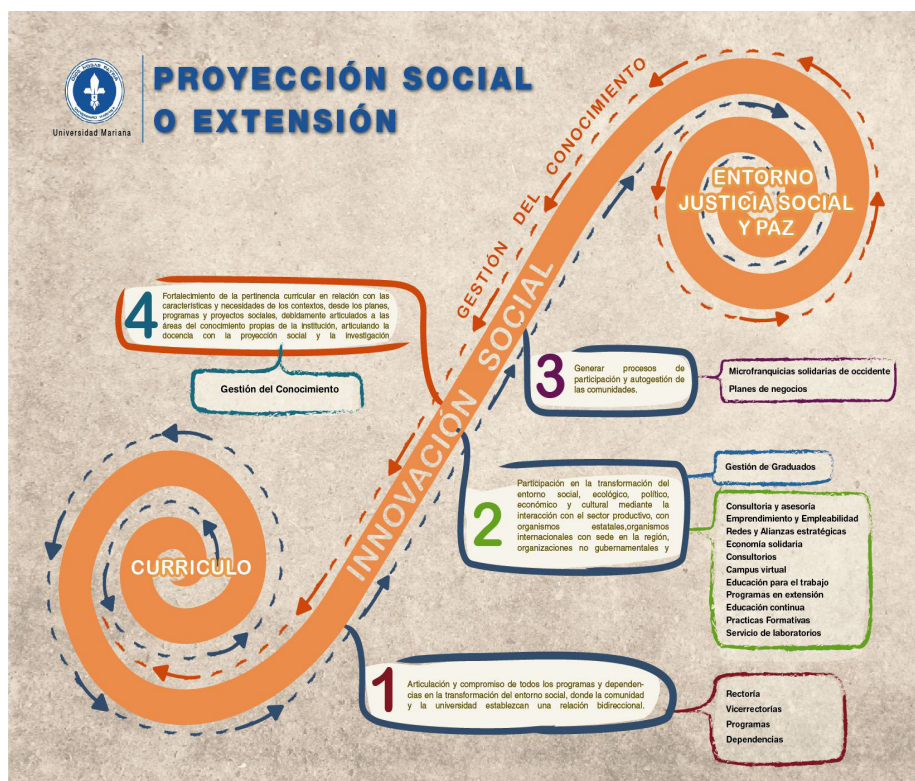 PROYECCIÓN SOCIAL
O EXTENSIÓN
Universidad Mariana
GESTIÓN DEL CONOCIMIENTO
ENTORNO
JUSTICIA SOCIAL
Y PAZ
INNOVACIÓN SOCIAL
4
Fortalecimiento de la pertinencia curricular en relación con las
características y necesidades de los contextos, desde los planes,
programas y proyectos sociales, debidamente articulados a las
áreas del conocimiento propias de la institución, articulando la
docencia con la proyección social y la investigación
Gestión del Conocimiento
3
Generar procesos de
participación y autogestión de
las comunidades.
Microfranquicias solidarias de occidente
Planes de negocios
2
Participación en la transformación del
entorno social, ecológico, político,
económico y cultural mediante la
interacción con el sector productivo, con
organismos estatales,organismos
internacionales con sede en la región,
organizaciones no gubernamentales y
Gestión de Graduados
Consultoria y asesoría
Emprendimiento y Empleabilidad
Redes y Alianzas estratégicas
Economía solidaria
Consultorios
Campus virtual
Educación para el trabajo
Programas en extensión
Educación continua
Practicas Formativas
Servicio de laboratorios
CURRICULO
1
Articulación y compromiso de todos los programas y dependen-
cias en la transformación del entorno social, donde la comunidad
y la universidad establezcan una relación bidireccional.
Rectoría
Vicerrectorías
Programas
Dependencias